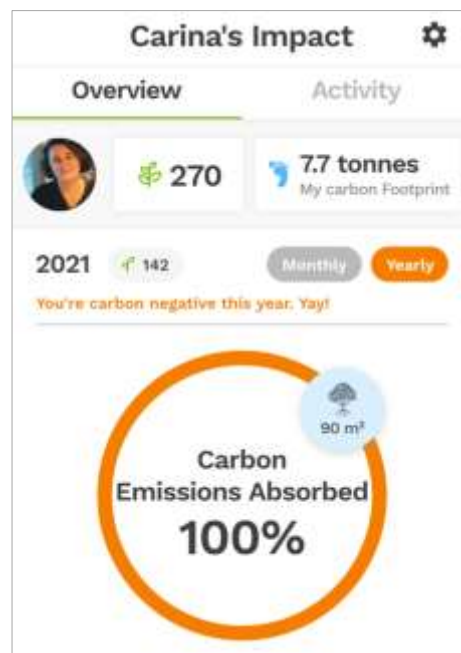 Carina's Impact
Overview Activity
270
7.7 tonnes
My carbon Footprint
2021 142 Monthly Yearly
You're carbon negative this year. Yay!
90 m²
Carbon
Emissions Absorbed
100%